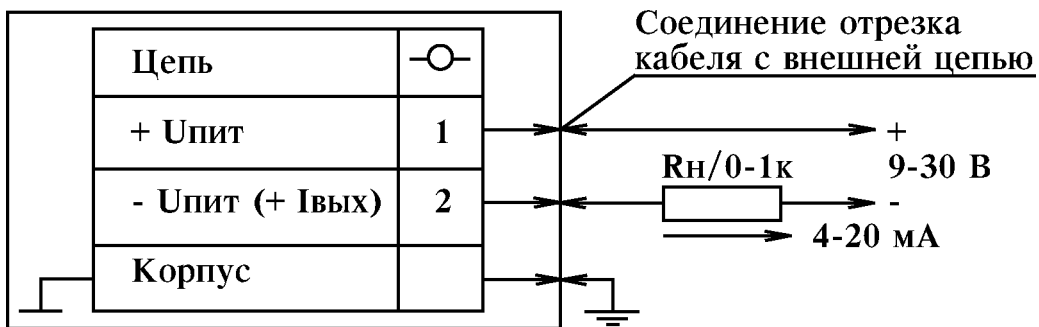 Соединение отрезка
кабеля с внешней цепью
Цепь
+ Uпит 1
- Uпит (+ Iвых) 2
Корпус
+
9-30 В
-
Rн/0-1к
4-20 мА